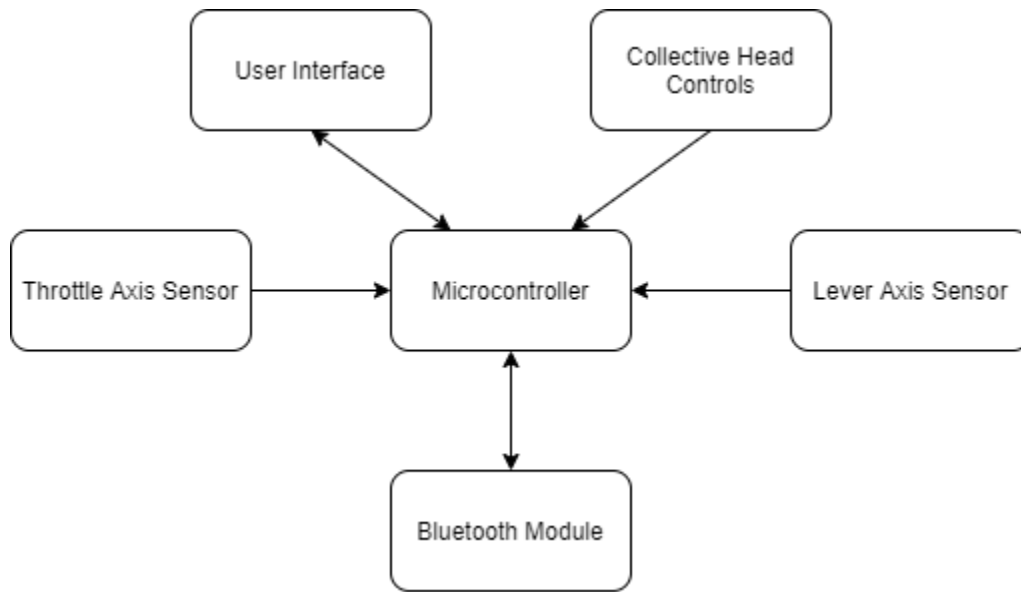 User Interface
Collective Head
Controls
Throttle Axis Sensor
Microcontroller
Lever Axis Sensor
Bluetooth Module